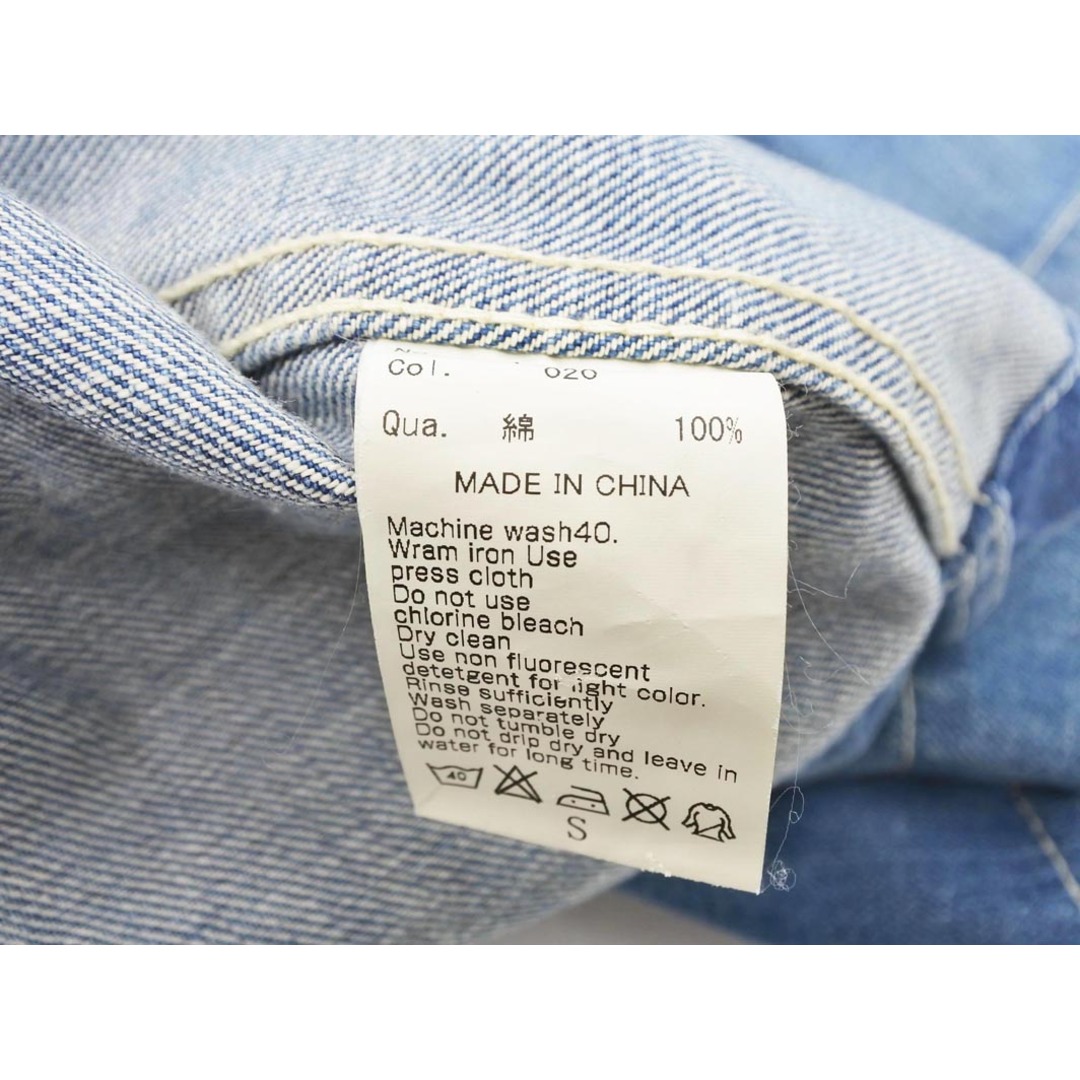 Col. 020
Qua. 綿 100%
MADE IN CHINA
Machine wash40.
Wram iron Use
press cloth
Do not use
chlorine bleach
Dry clean
Use non fluorescent
detetgent for light color.
Rinse sufficiently
Wash separately
Do not tumble dry
Do not drip dry and leave in
water for long time.
40
S